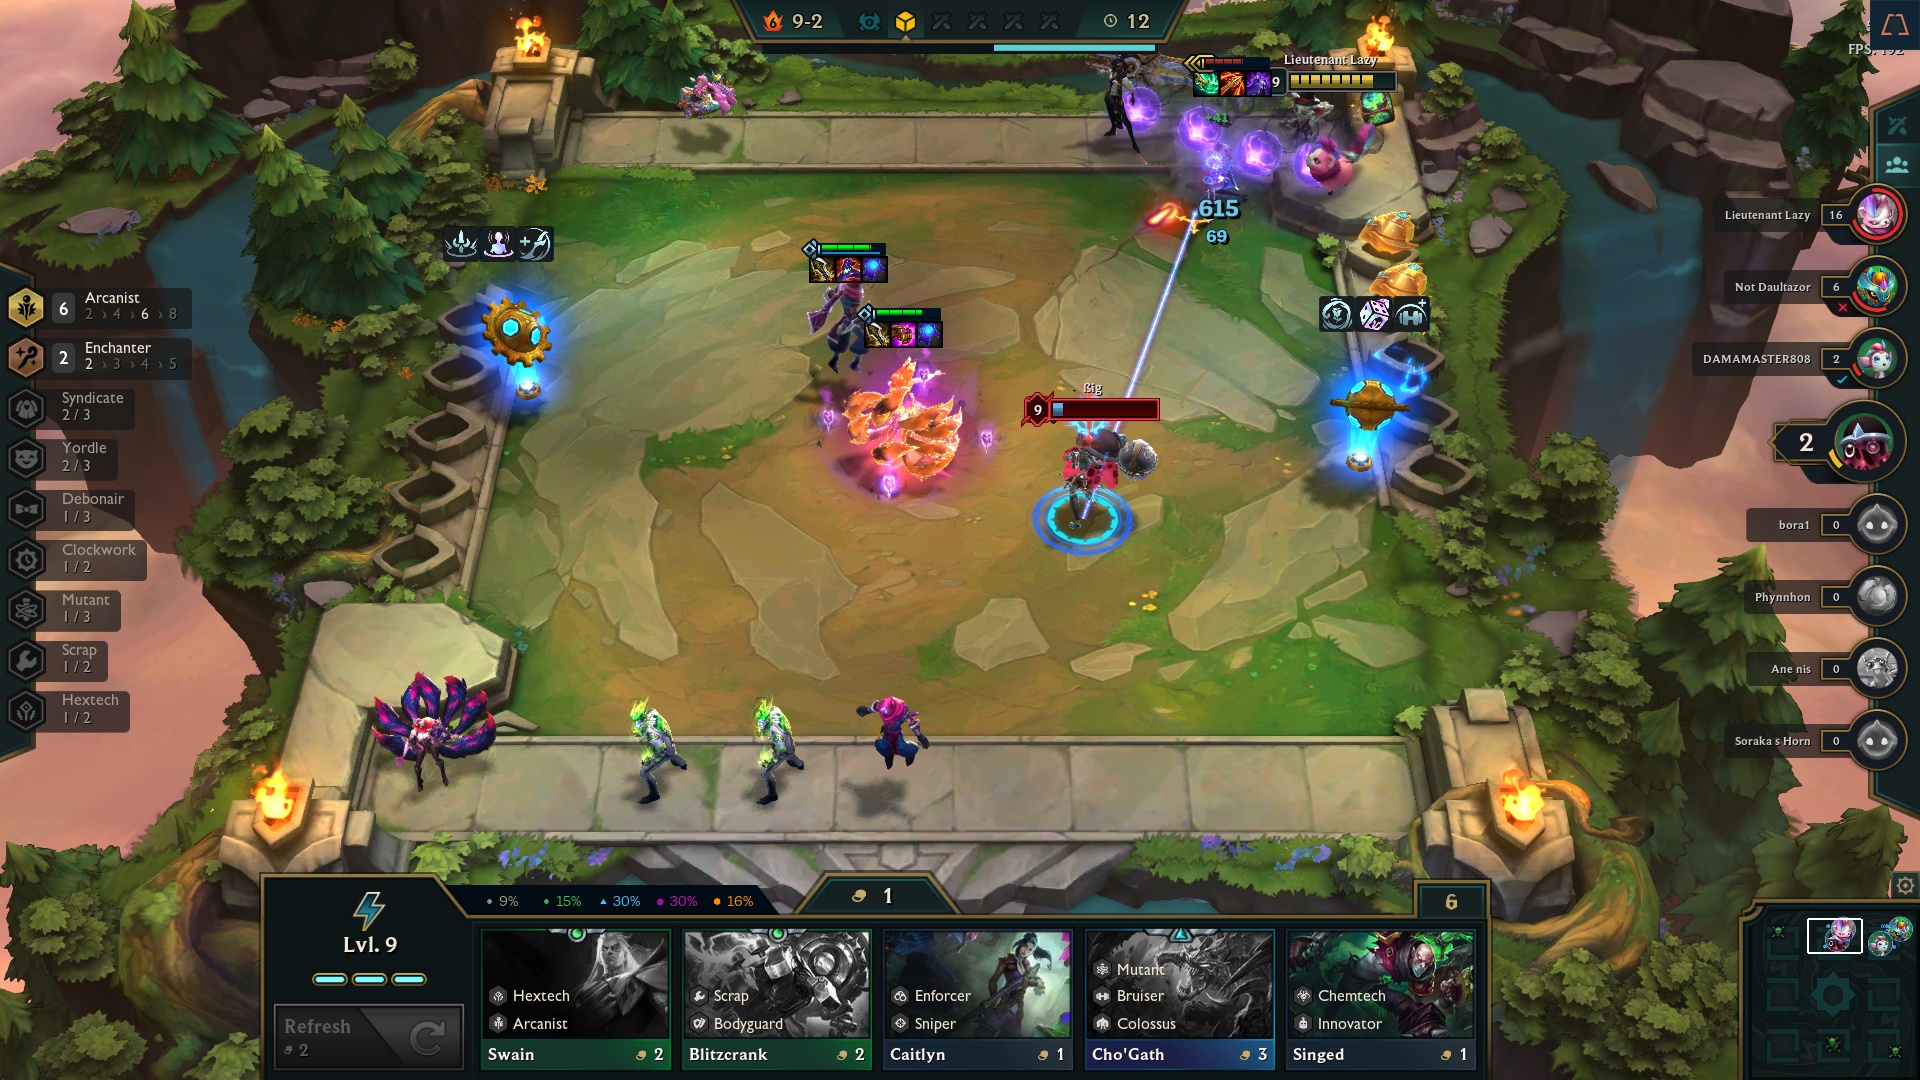 9-2
12
FPS: 192
Lieutenant Lazy
9
+41
615
69
Big
9
6
Arcanist
2 › 4 › 6 › 8
2
Enchanter
2 › 3 › 4 › 5
Syndicate
2 / 3
Yordle
2 / 3
Debonair
1 / 3
Clockwork
1 / 2
Mutant
1 / 3
Scrap
1 / 2
Hextech
1 / 2
Lieutenant Lazy
16
Not Daultazor
6
DAMAMASTER808
2
2
bora1
0
Phynnhon
0
Ane nis
0
Soraka s Horn
0
9%
15%
30%
30%
16%
1
6
Lvl. 9
Refresh
2
Hextech
Arcanist
Swain
2
Scrap
Bodyguard
Blitzcrank
2
Enforcer
Sniper
Caitlyn
1
Mutant
Bruiser
Colossus
Cho'Gath
3
Chemtech
Innovator
Singed
1